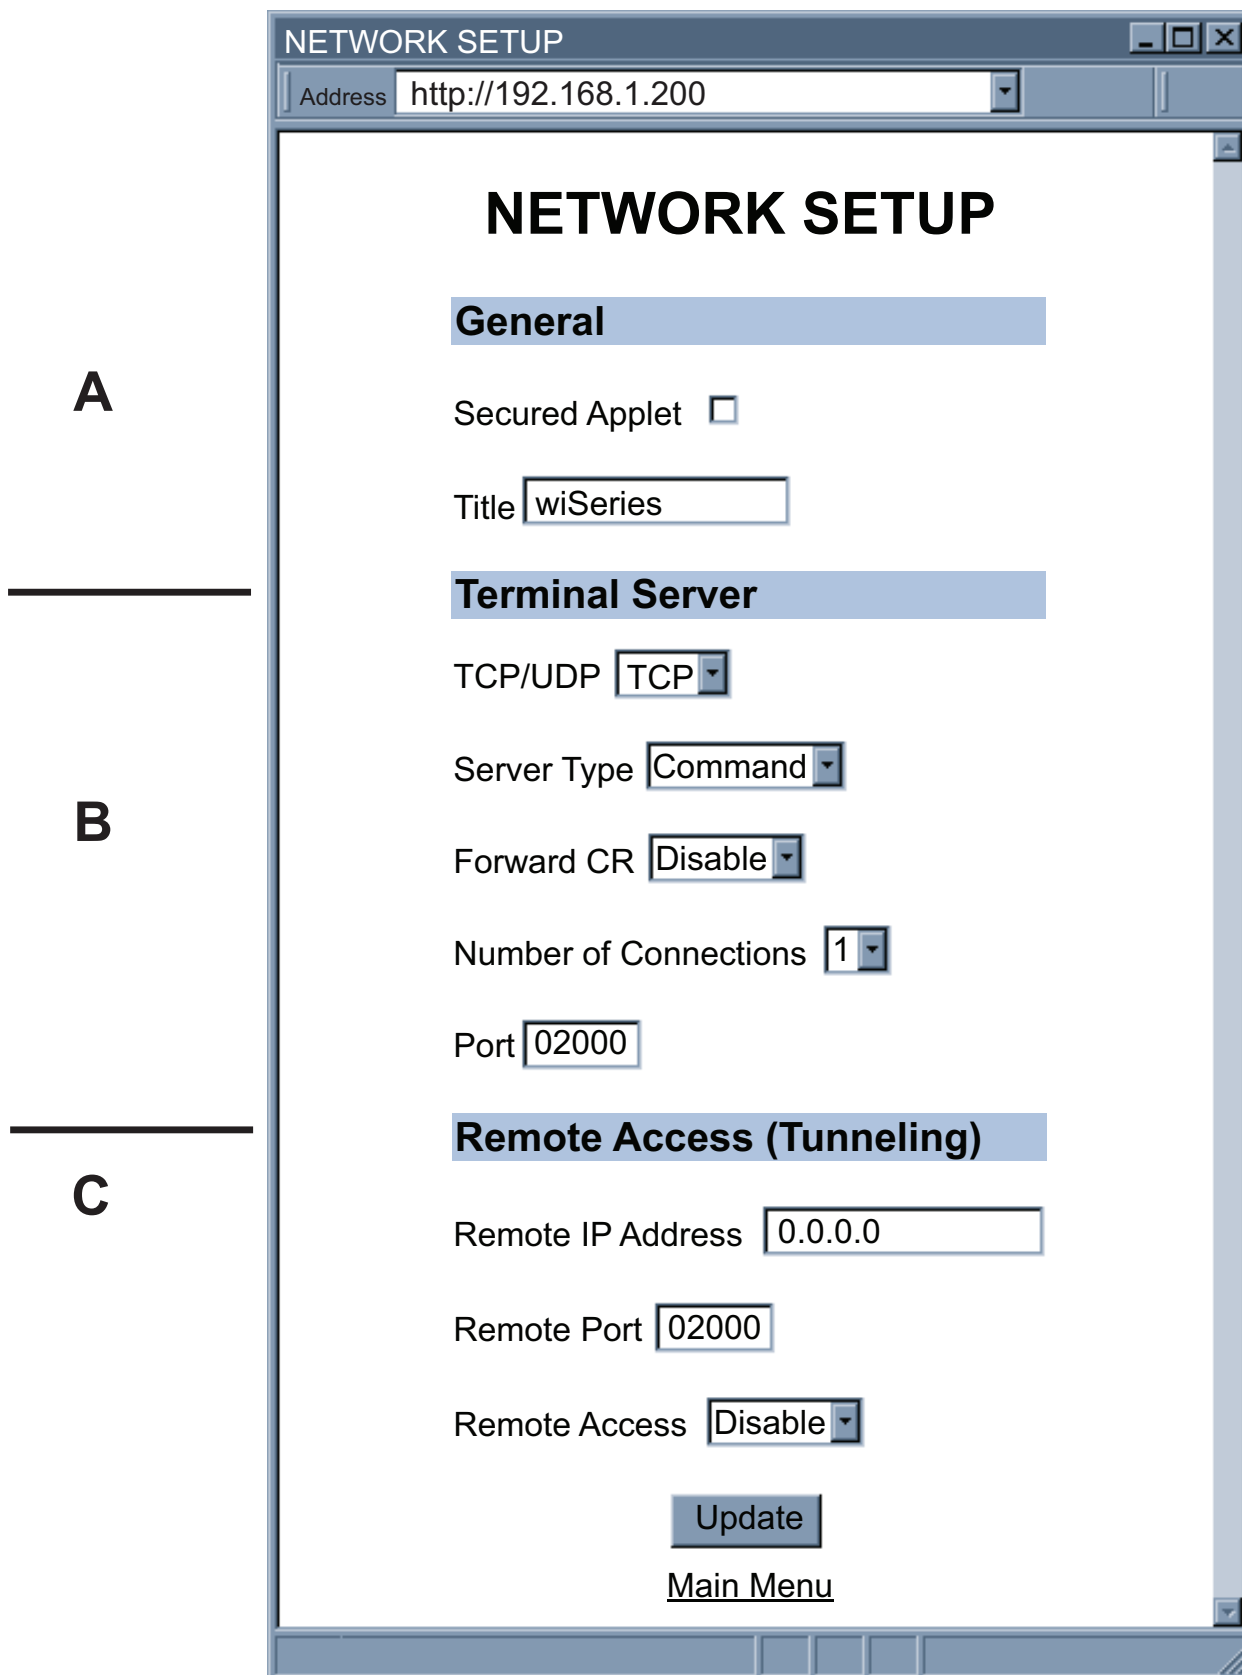 NETWORK SETUP
Address http://192.168.1.200
NETWORK SETUP
General
A
Secured Applet
Title wiSeries
Terminal Server
TCP/UDP TCP
Server Type Command
B
Forward CR Disable
Number of Connections 1
Port 02000
Remote Access (Tunneling)
C
Remote IP Address 0.0.0.0
Remote Port 02000
Remote Access Disable
Update
Main Menu